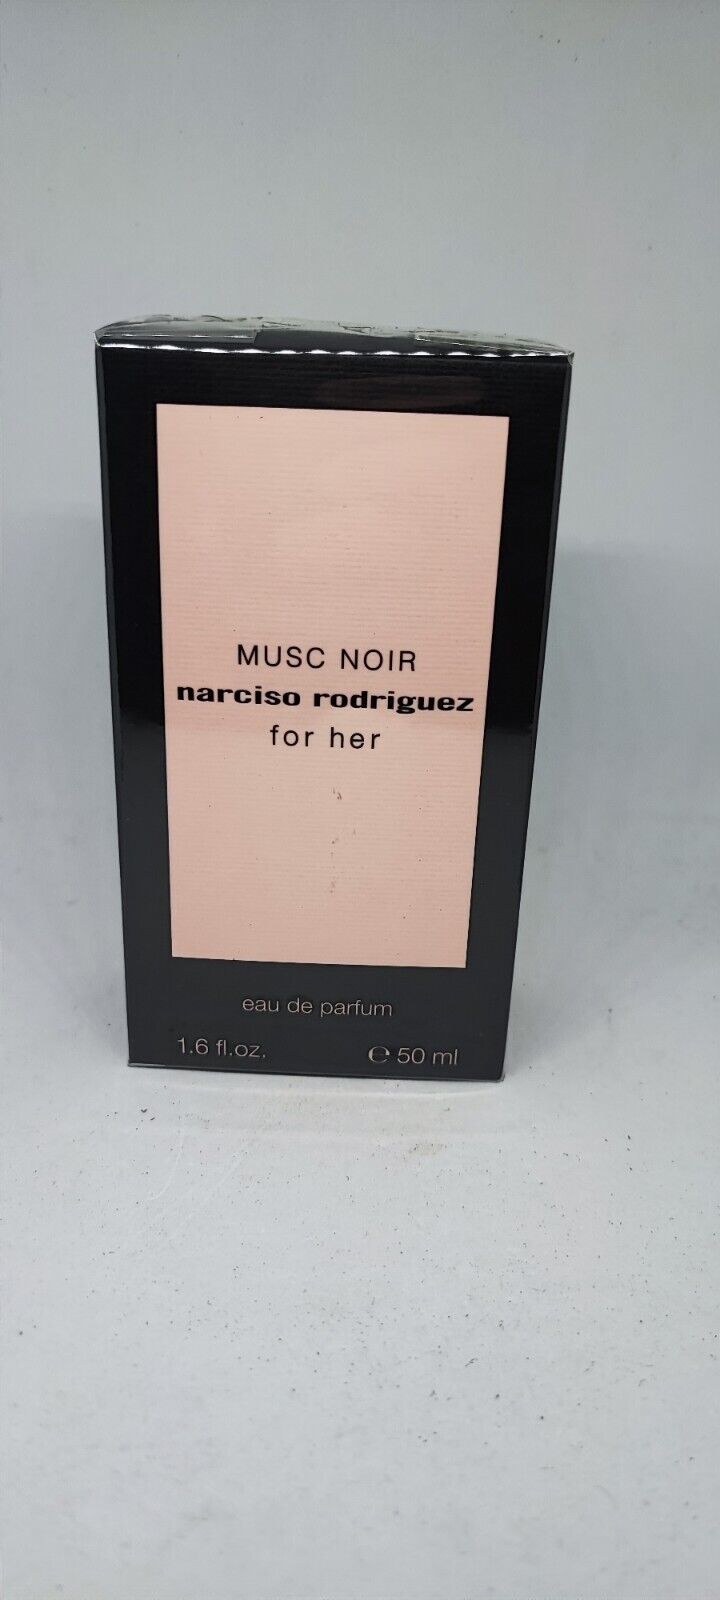 MUSC NOIR
narciso rodriguez
for her
eau de parfum
1.6 fl.oz. ℮ 50 ml